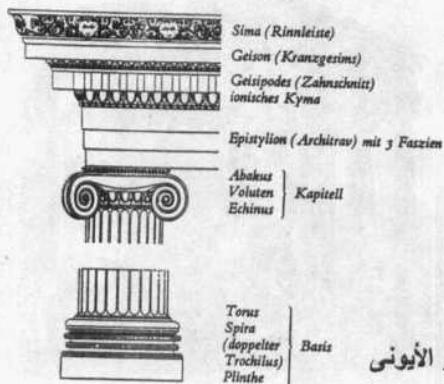 Sima (Rinnleiste)
Geison (Kranzgesims)
Geisipodes (Zahnschnitt)
ionisches Kyma
Epistylion (Architrav) mit 3 Faszien
Abakus
Voluten
Echinus
Kapitell
Torus
Spira
(doppelter
Trochilus)
Plinthe
Basis
الأيونى